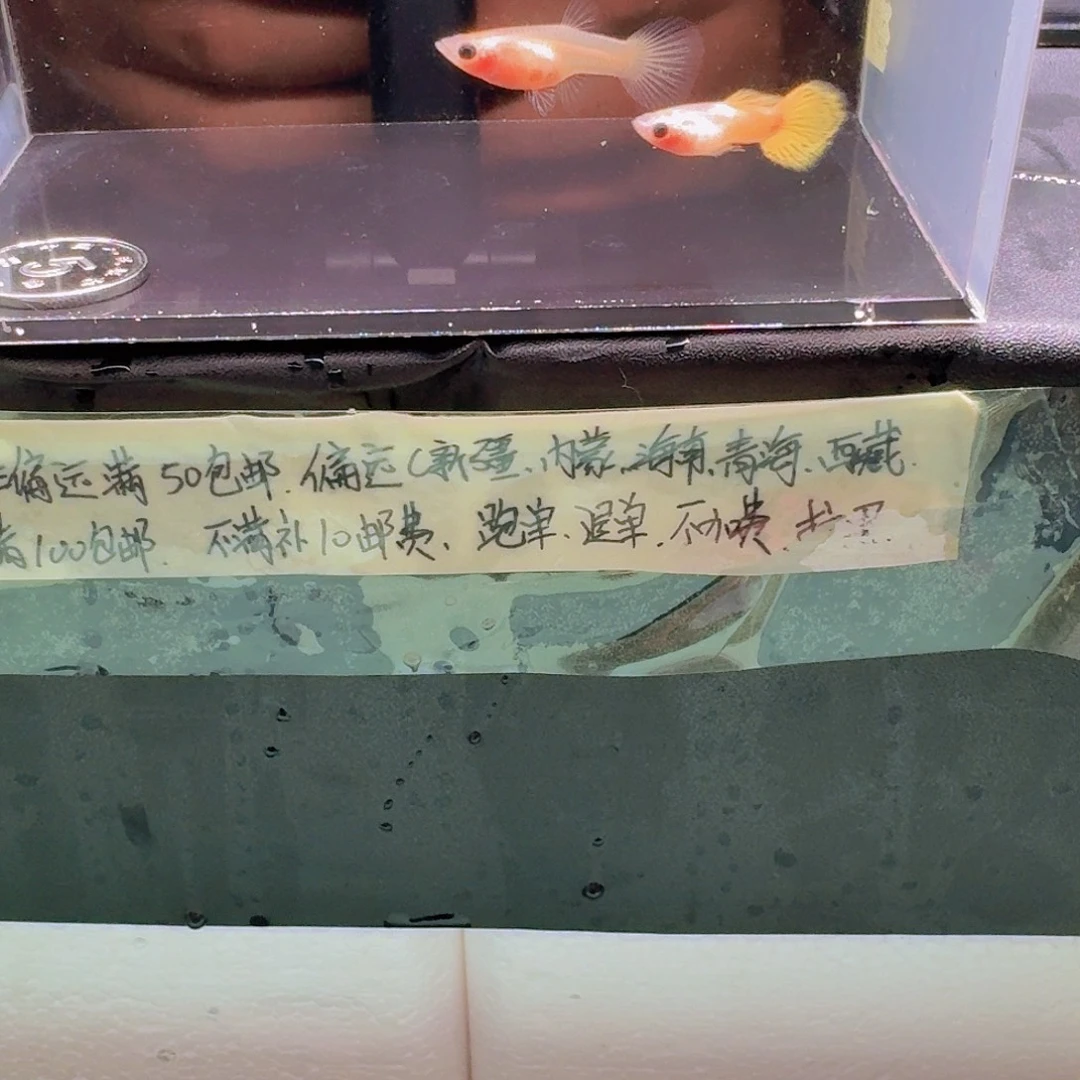 偏远满50包邮.偏远(新疆、内蒙、海南、青海、西藏.
满100包邮. 不满补10邮费、跑单、退单、不